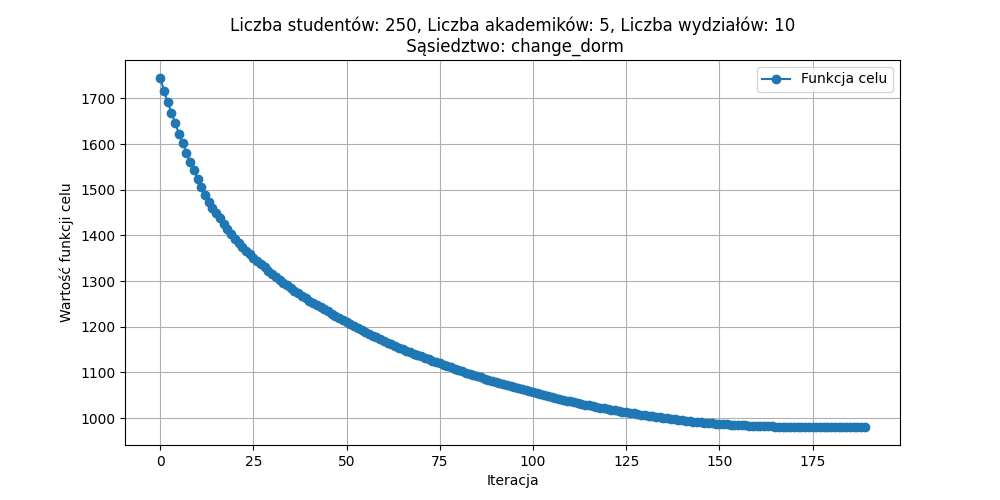 Liczba studentów: 250, Liczba akademików: 5, Liczba wydziałów: 10
Sąsiedztwo: change_dorm
Funkcja celu
Wartość funkcji celu
1700
1600
1500
1400
1300
1200
1100
1000
0 25 50 75 100 125 150 175
Iteracja